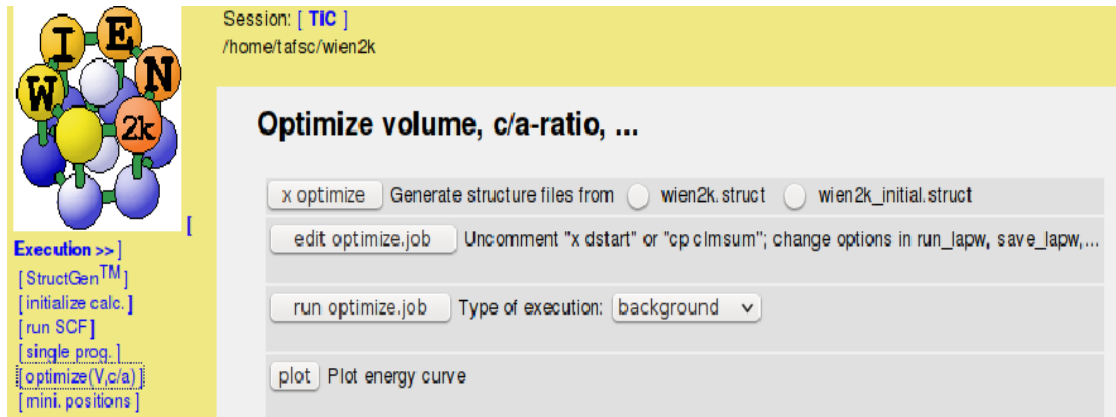 WIEN
2k
Session: [ TiC ]
/home/tafsc/wien2k
Optimize volume, c/a-ratio, ...
x optimize Generate structure files from wien2k.struct wien2k_initial.struct
edit optimize.job Uncomment "x dstart" or "cp clmsum"; change options in run_lapw, save_lapw,...
run optimize.job Type of execution: background
plot Plot energy curve
[
Execution >> ]
[ StructGen™ ]
[ initialize calc. ]
[ run SCF ]
[ single prog. ]
[ optimize(V,c/a) ]
[ mini. positions ]